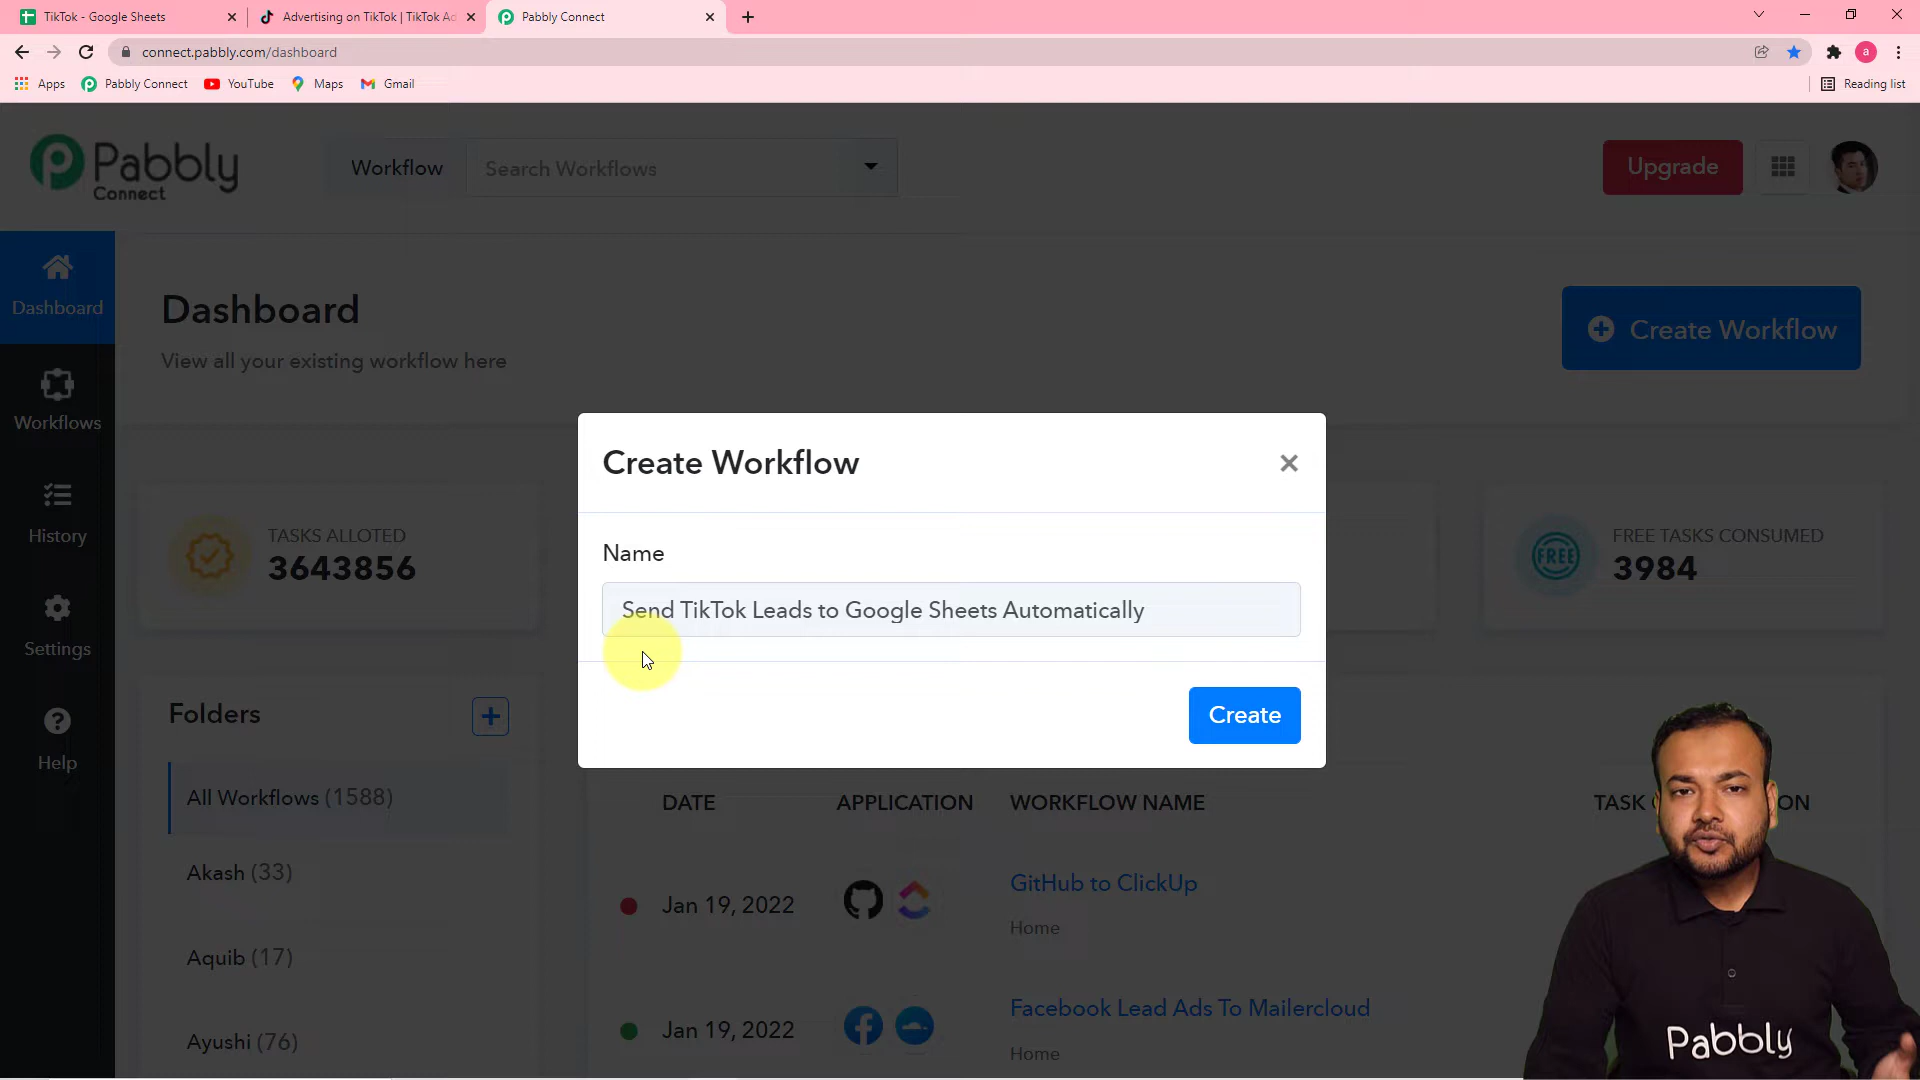 TikTok - Google Sheets
Advertising on TikTok | TikTok Ad
Pabbly Connect
connect.pabbly.com/dashboard
a
Apps
Pabbly Connect
YouTube
Maps
Gmail
Reading list
Pabbly
Connect
Workflow
Search Workflows
Upgrade
Dashboard
Dashboard
View all your existing workflow here
Create Workflow
Workflows
Create Workflow
TASKS ALLOTED
3643856
FREE
FREE TASKS CONSUMED
3984
History
Name
Send TikTok Leads to Google Sheets Automatically
Settings
Create
Folders
Help
All Workflows (1588)
DATE
APPLICATION
WORKFLOW NAME
TASK
ON
Akash (33)
Jan 19, 2022
GitHub to ClickUp
Home
Aquib (17)
Jan 19, 2022
Facebook Lead Ads To Mailercloud
Home
Ayushi (76)
Pabbly